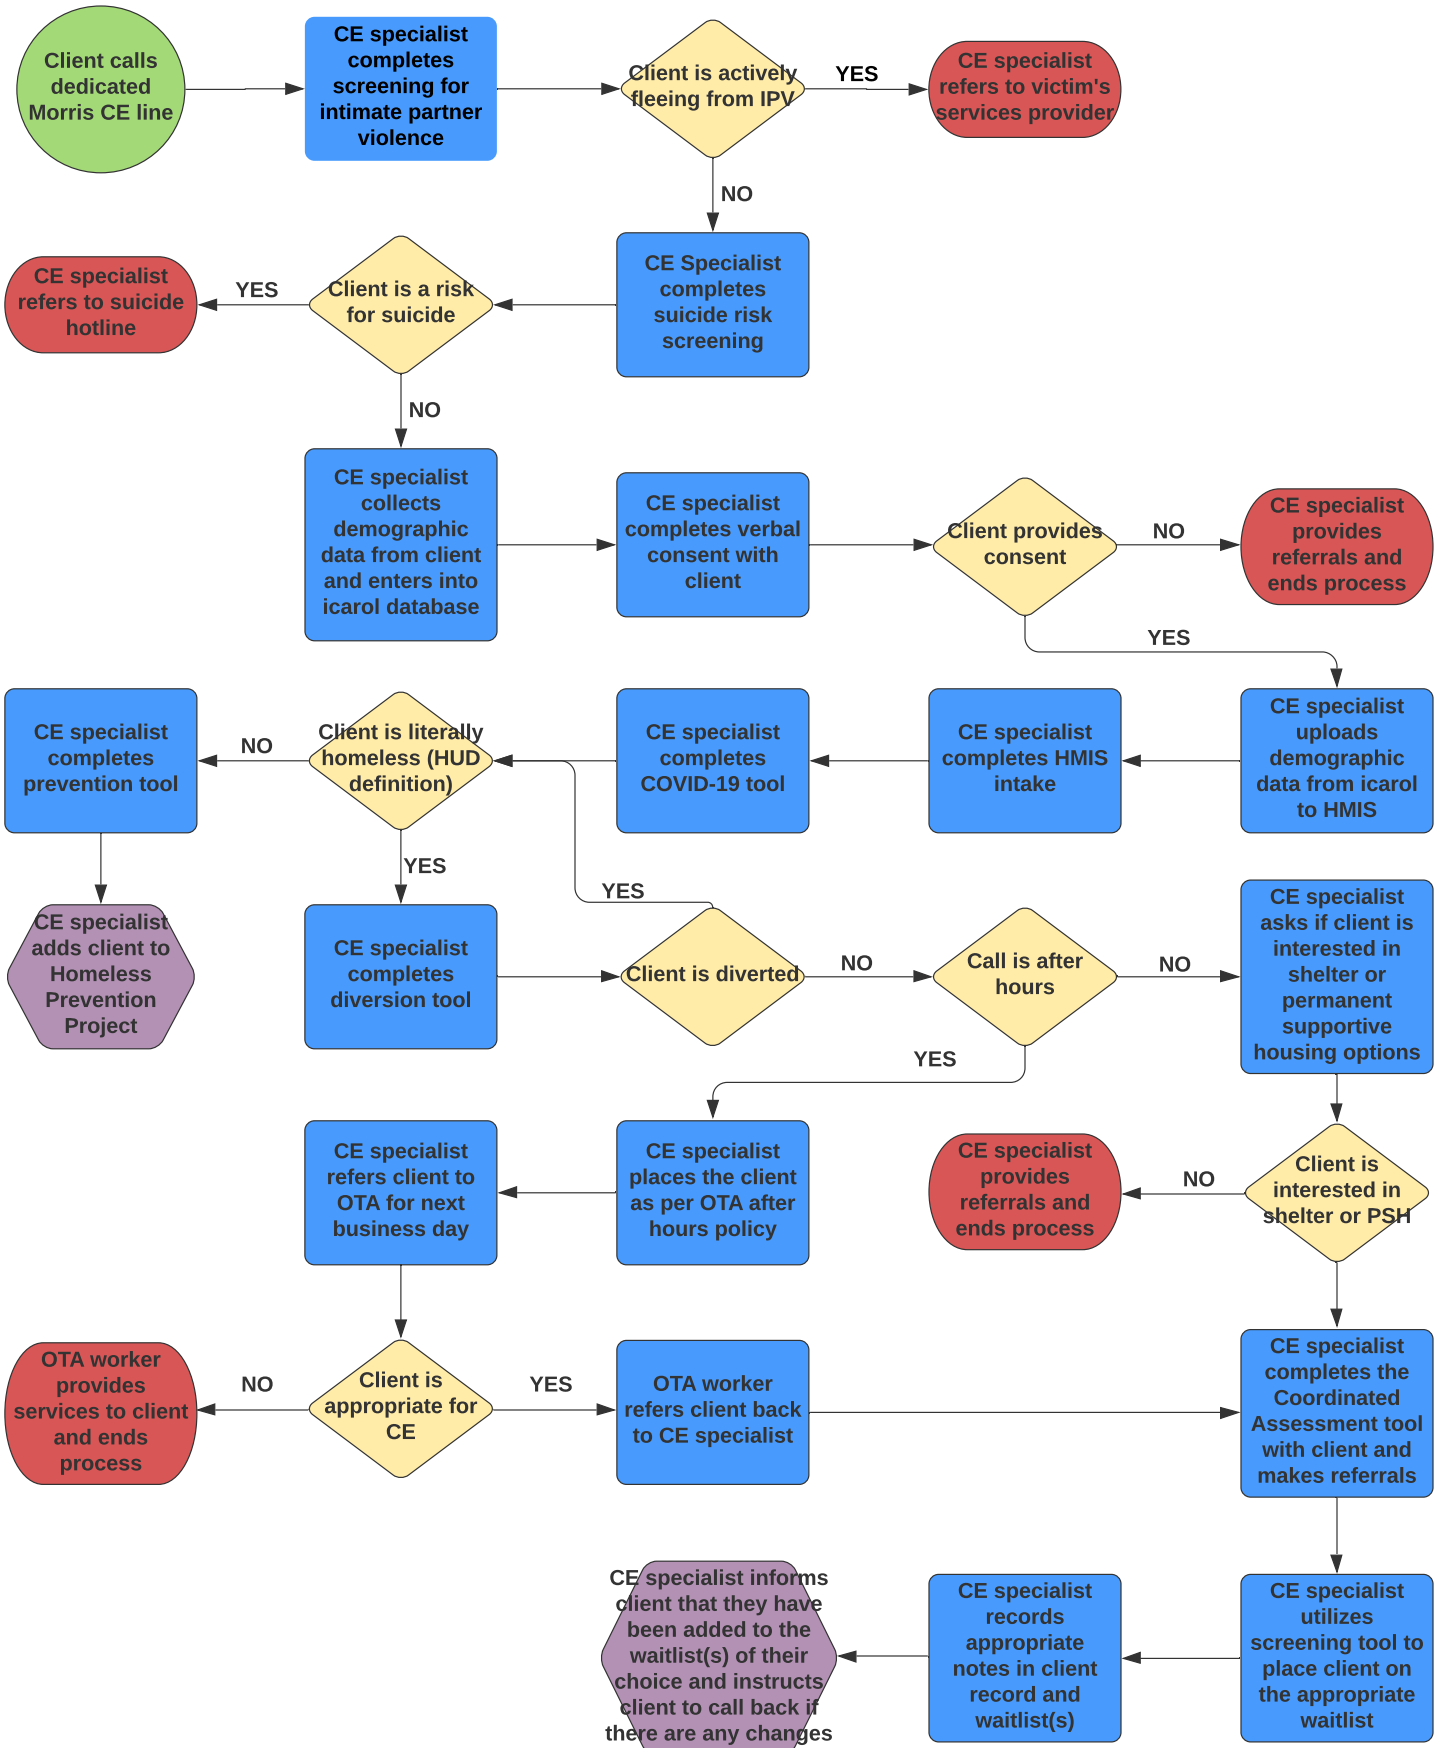 Client calls
dedicated
Morris CE line
CE specialist
completes
screening for
intimate partner
violence
Client is actively
fleeing from IPV
YES
CE specialist
refers to victim's
services provider
NO
CE Specialist
completes
suicide risk
screening
Client is a risk
for suicide
YES
CE specialist
refers to suicide
hotline
NO
CE specialist
collects
demographic
data from client
and enters into
icarol database
CE specialist
completes verbal
consent with
client
Client provides
consent
NO
CE specialist
provides
referrals and
ends process
YES
CE specialist
uploads
demographic
data from icarol
to HMIS
CE specialist
completes HMIS
intake
CE specialist
completes
COVID-19 tool
Client is literally
homeless (HUD
definition)
NO
CE specialist
completes
prevention tool
CE specialist
adds client to
Homeless
Prevention
Project
YES
CE specialist
completes
diversion tool
YES
Client is diverted
NO
Call is after
hours
NO
CE specialist
asks if client is
interested in
shelter or
permanent
supportive
housing options
YES
CE specialist
places the client
as per OTA after
hours policy
CE specialist
refers client to
OTA for next
business day
Client is
interested in
shelter or PSH
NO
CE specialist
provides
referrals and
ends process
Client is
appropriate for
CE
NO
OTA worker
provides
services to client
and ends
process
YES
OTA worker
refers client back
to CE specialist
CE specialist
completes the
Coordinated
Assessment tool
with client and
makes referrals
CE specialist
utilizes
screening tool to
place client on
the appropriate
waitlist
CE specialist
records
appropriate
notes in client
record and
waitlist(s)
CE specialist informs
client that they have
been added to the
waitlist(s) of their
choice and instructs
client to call back if
there are any changes